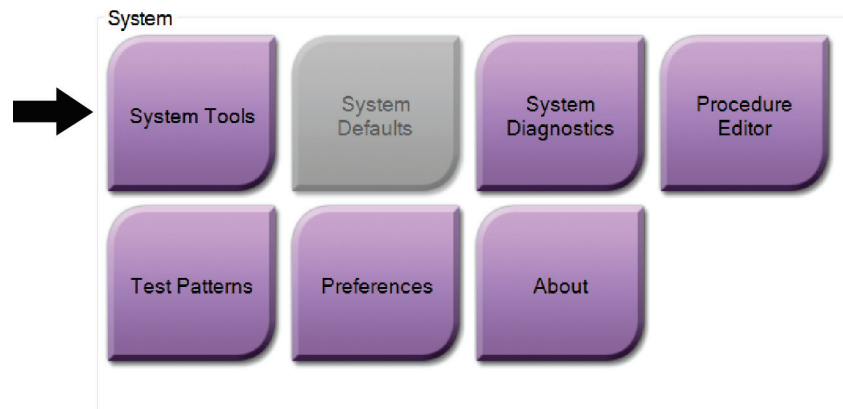 System
System Tools
System
Defaults
System
Diagnostics
Procedure
Editor
Test Patterns
Preferences
About